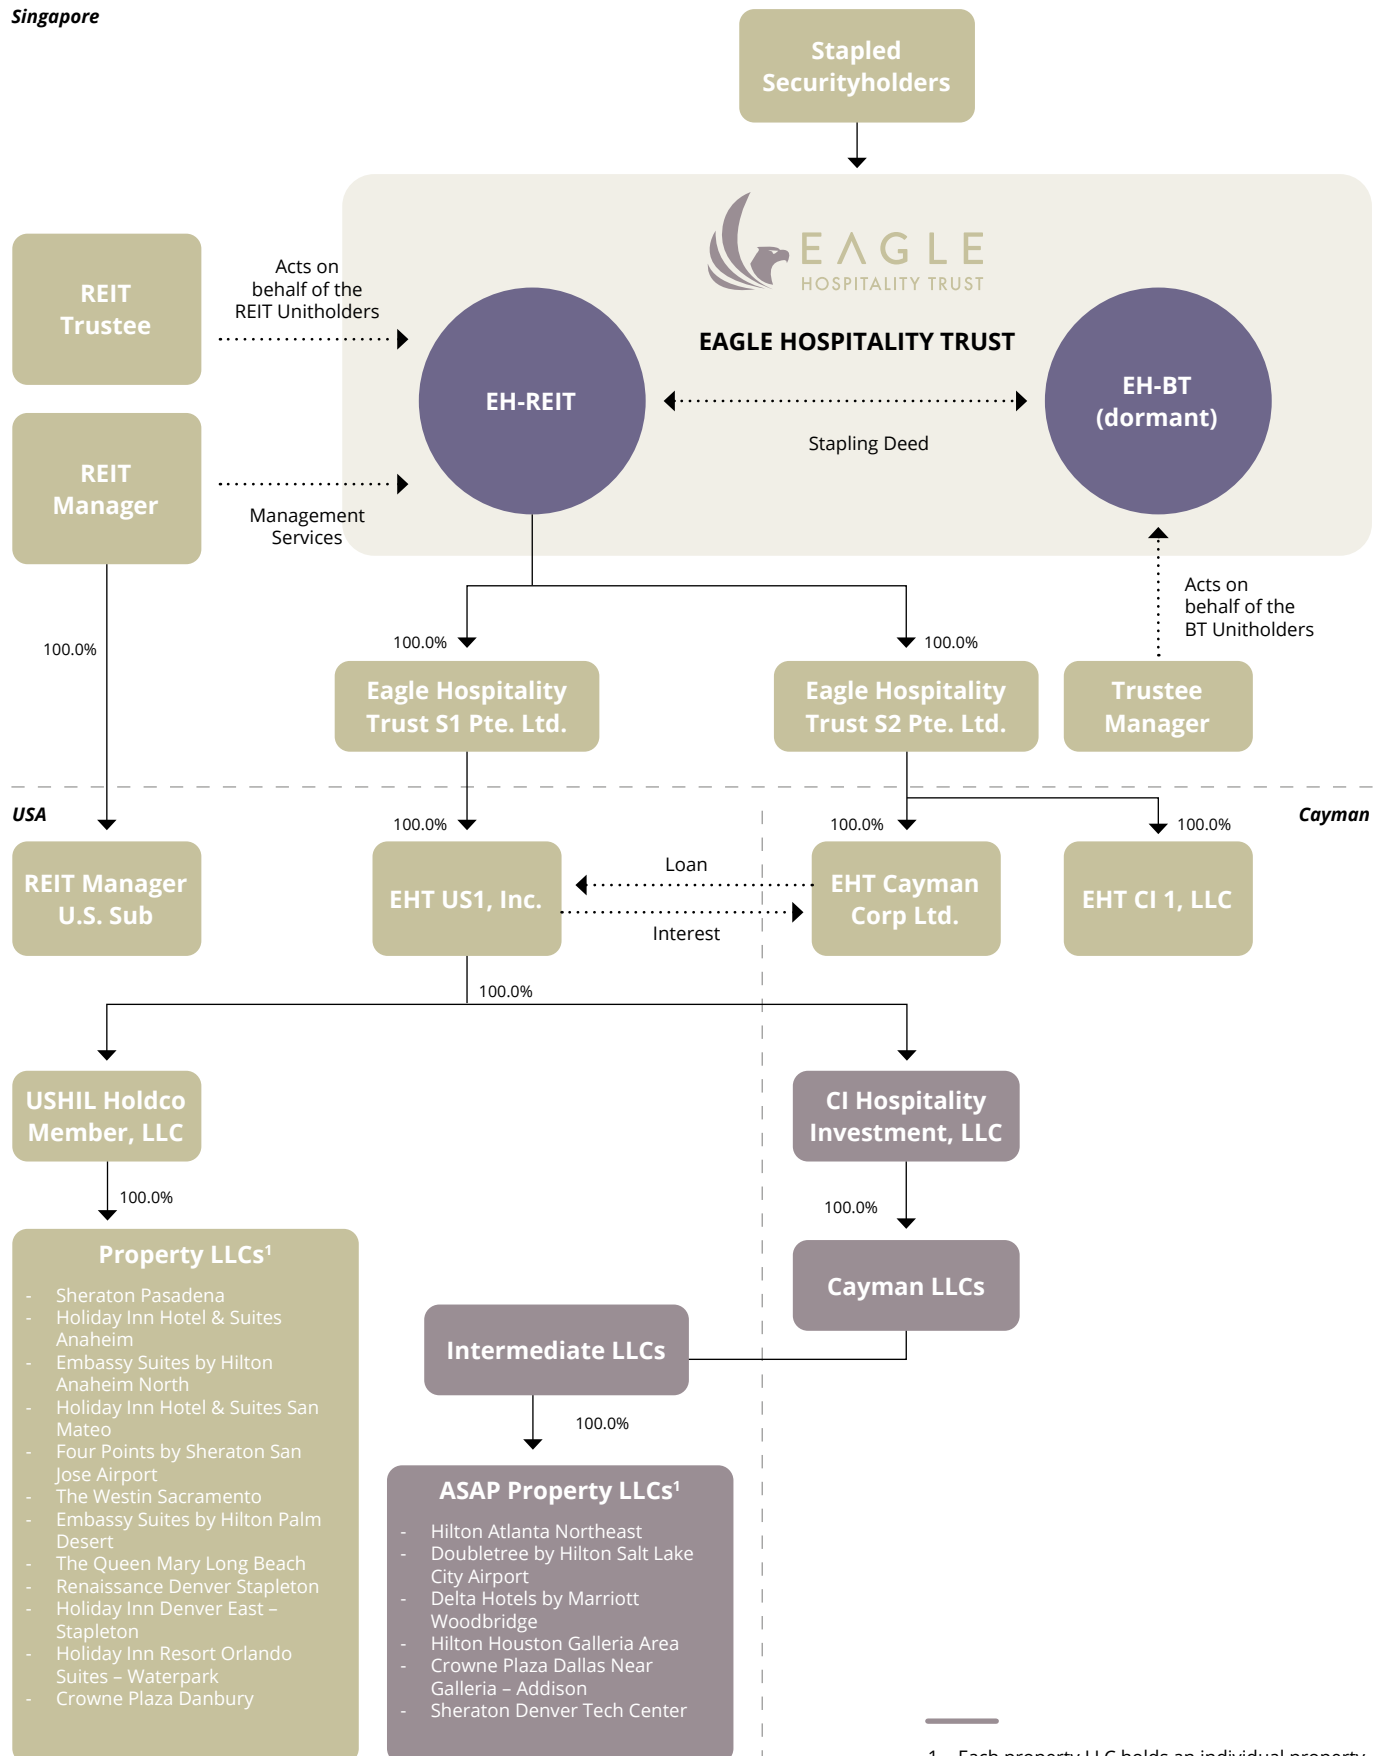 Singapore
Stapled
Securityholders
EAGLE
HOSPITALITY TRUST
EAGLE HOSPITALITY TRUST
REIT
Trustee
Acts on
behalf of the
REIT Unitholders
EH-REIT
Stapling Deed
EH-BT
(dormant)
REIT
Manager
Management
Services
Acts on
behalf of the
BT Unitholders
100.0%
100.0%
100.0%
Eagle Hospitality
Trust S1 Pte. Ltd.
Eagle Hospitality
Trust S2 Pte. Ltd.
Trustee
Manager
USA
Cayman
100.0%
100.0%
100.0%
REIT Manager
U.S. Sub
EHT US1, Inc.
Loan
Interest
EHT Cayman
Corp Ltd.
EHT CI 1, LLC
100.0%
USHIL Holdco
Member, LLC
CI Hospitality
Investment, LLC
100.0%
100.0%
Property LLCs1
- Sheraton Pasadena
- Holiday Inn Hotel & Suites
Anaheim
- Embassy Suites by Hilton
Anaheim North
- Holiday Inn Hotel & Suites San
Mateo
- Four Points by Sheraton San
Jose Airport
- The Westin Sacramento
- Embassy Suites by Hilton Palm
Desert
- The Queen Mary Long Beach
- Renaissance Denver Stapleton
- Holiday Inn Denver East –
Stapleton
- Holiday Inn Resort Orlando
Suites – Waterpark
- Crowne Plaza Danbury
Cayman LLCs
Intermediate LLCs
100.0%
ASAP Property LLCs1
- Hilton Atlanta Northeast
- Doubletree by Hilton Salt Lake
City Airport
- Delta Hotels by Marriott
Woodbridge
- Hilton Houston Galleria Area
- Crowne Plaza Dallas Near
Galleria – Addison
- Sheraton Denver Tech Center
1 Each property LLC holds an individual property